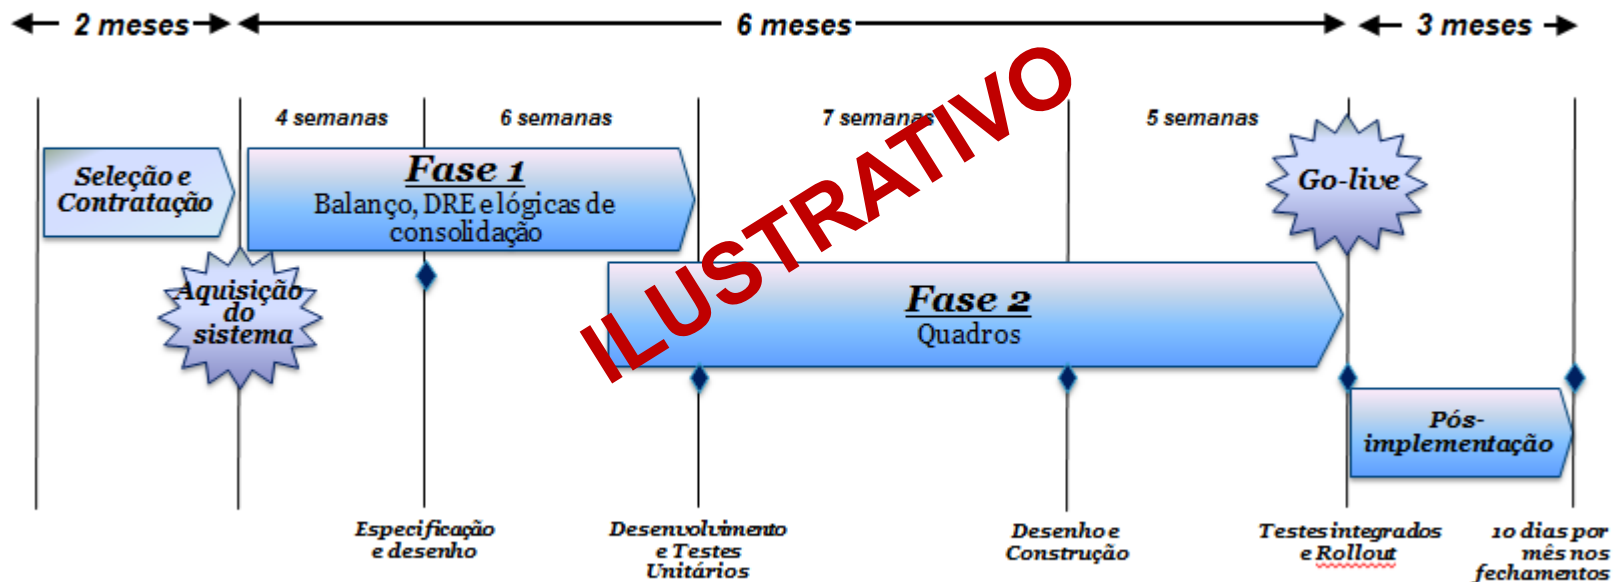 2 meses
6 meses
3 meses
4 semanas
6 semanas
7 semanas
5 semanas
Seleção e
Contratação
Fase 1
Balanço, DRE e lógicas de
consolidação
Go-live
Aquisição
do
sistema
ILUSTRATIVO
Fase 2
Quadros
Pós-
implementação
Especificação
e desenho
Desenvolvimento
e Testes
Unitários
Desenho e
Construção
Testes integrados
e Rollout
10 dias por
mês nos
fechamentos